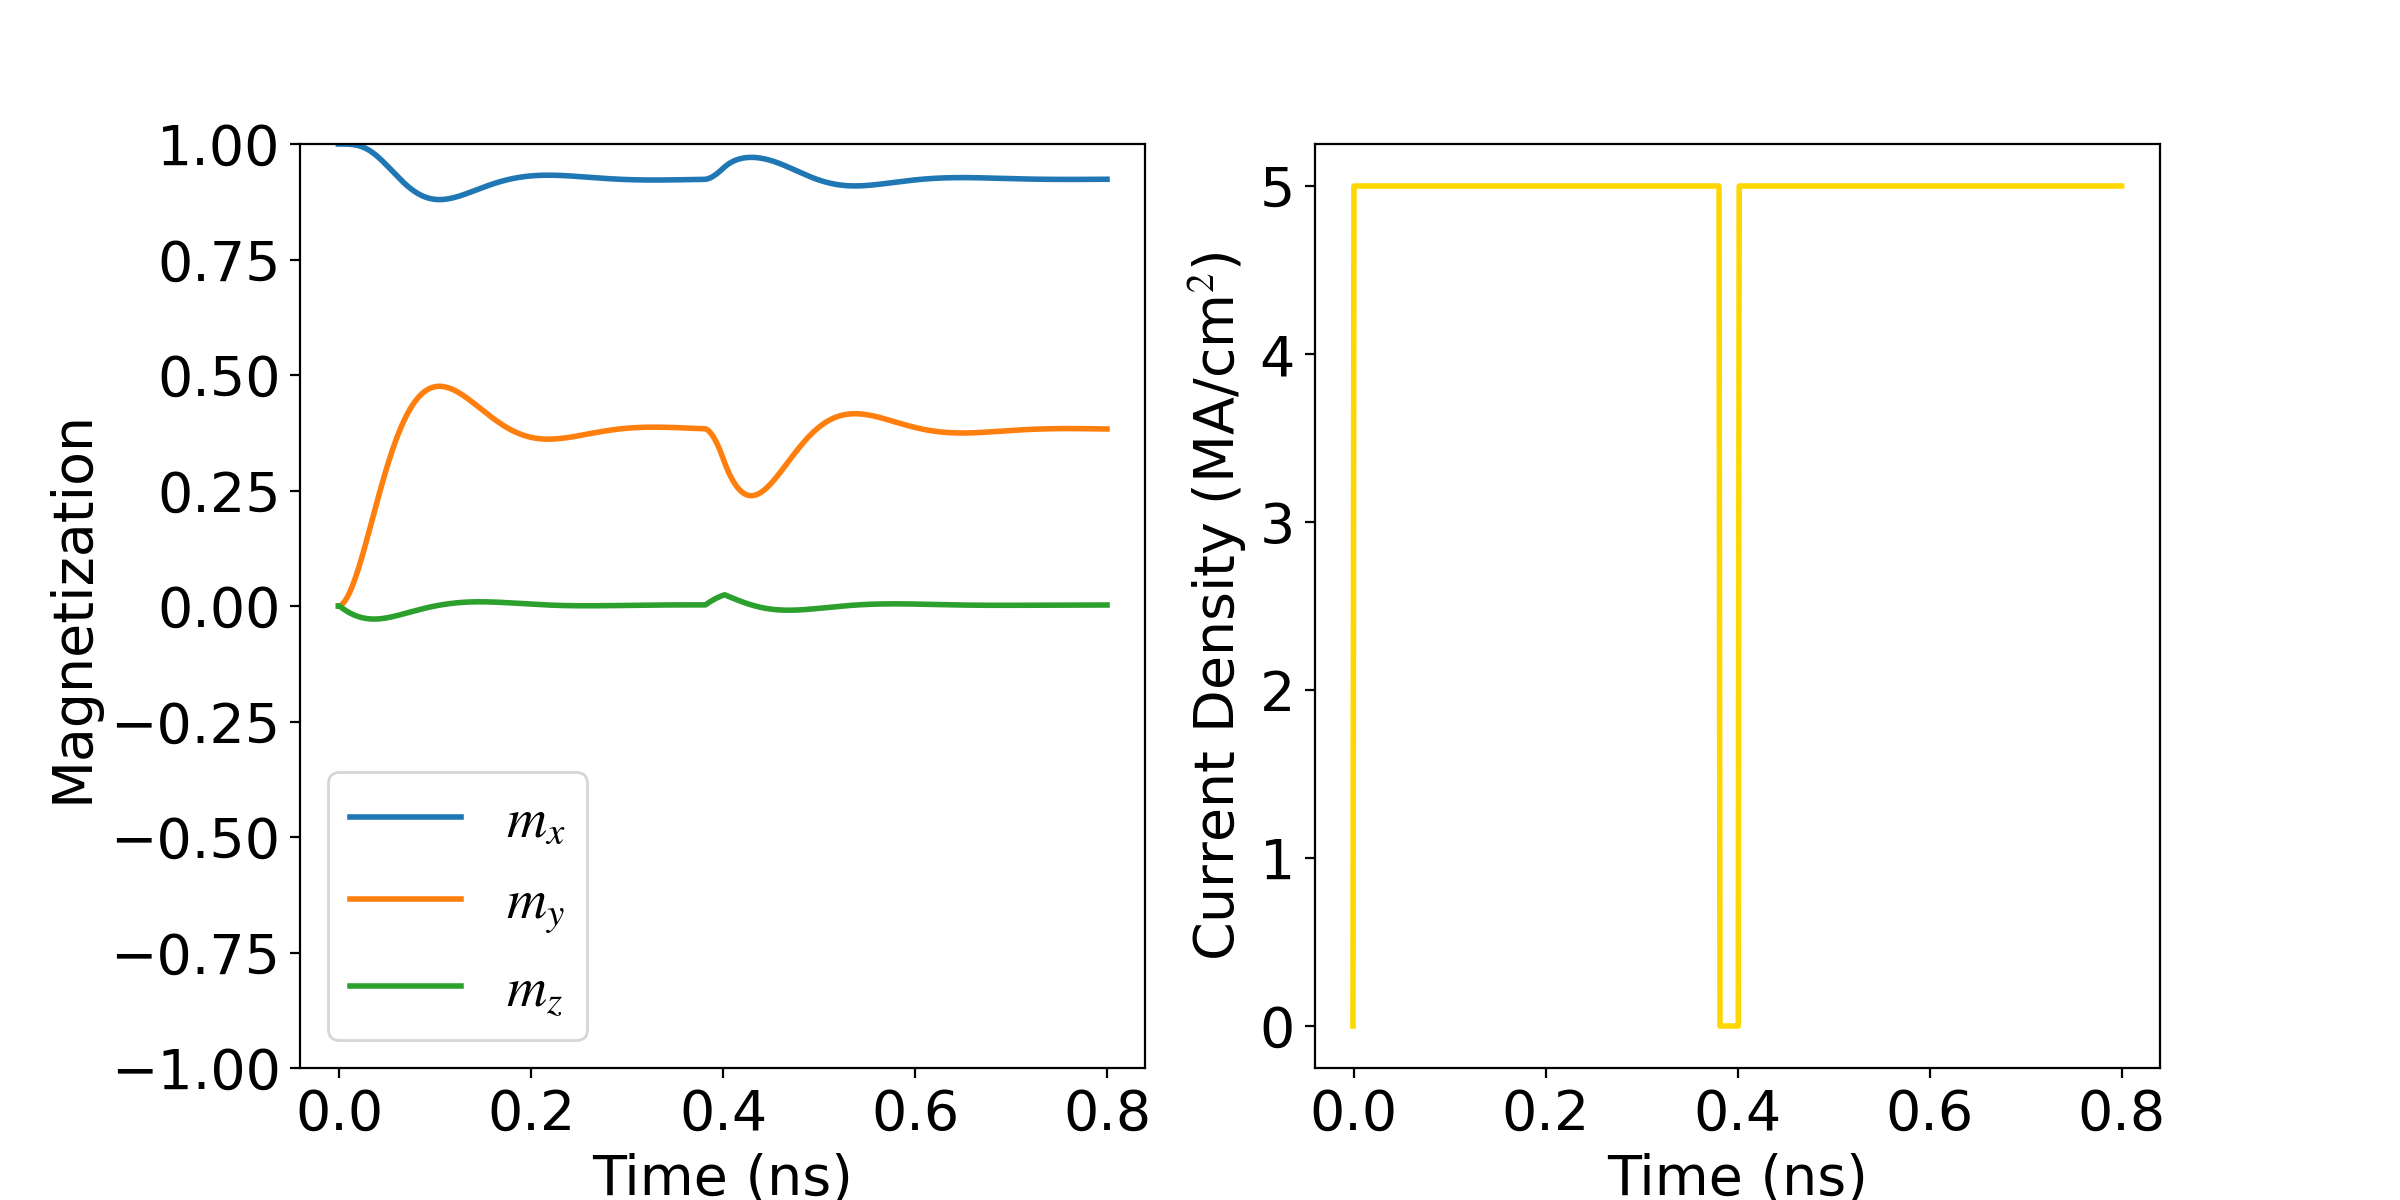 1.00
0.75
0.50
0.25
0.00
−0.25
−0.50
−0.75
−1.00
Magnetization
m_x
m_y
m_z
0.0 0.2 0.4 0.6 0.8
Time (ns)
5
4
3
2
1
0
Current Density (MA/cm²)
0.0 0.2 0.4 0.6 0.8
Time (ns)